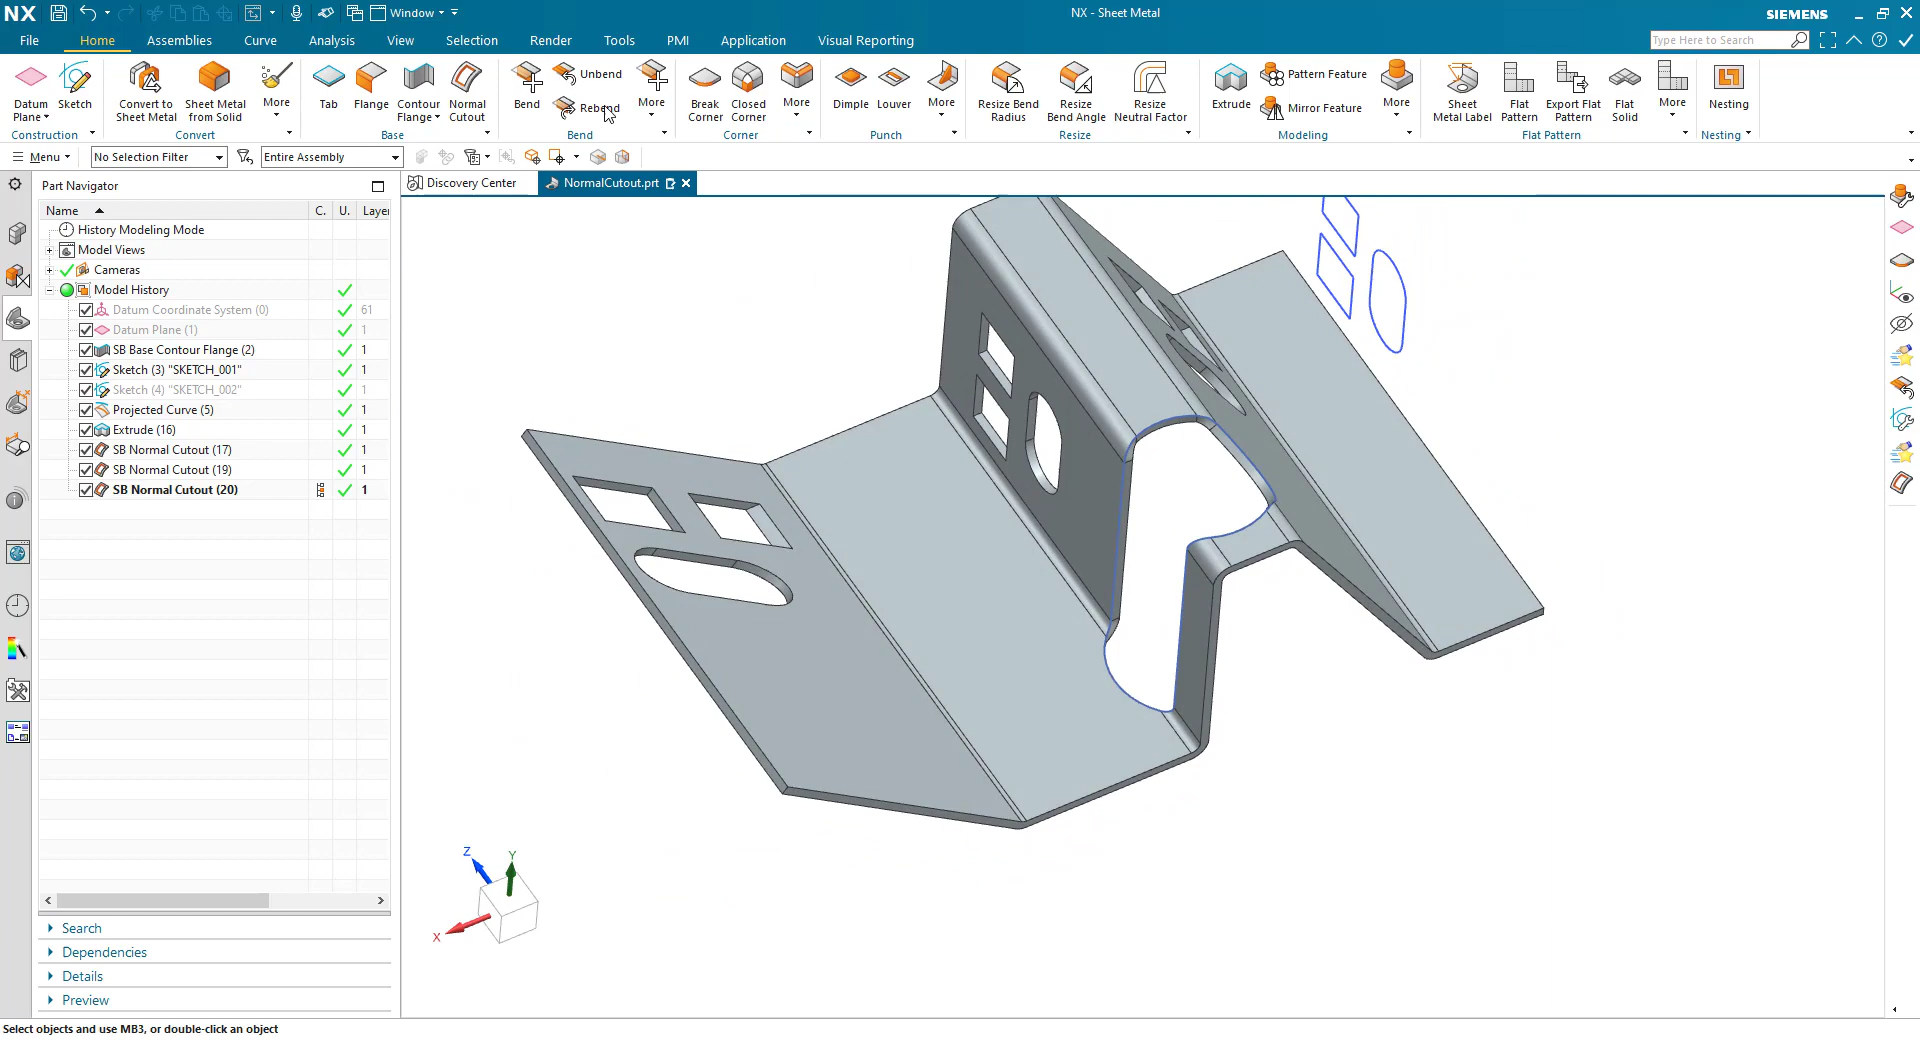 NX
Window
NX - Sheet Metal
SIEMENS
File Home Assemblies Curve Analysis View Selection Render Tools PMI Application Visual Reporting
Type Here to Search
Datum Plane
Sketch
Convert to Sheet Metal
Sheet Metal from Solid
More
Tab
Flange
Contour Flange
Normal Cutout
Bend
Unbend
Rebend
More
Break Corner
Closed Corner
More
Dimple
Louver
More
Resize Bend Radius
Resize Bend Angle
Resize Neutral Factor
Extrude
Pattern Feature
Mirror Feature
More
Sheet Metal Label
Flat Pattern
Export Flat Pattern
Flat Solid
More
Nesting
Construction Convert Base Bend Corner Punch Resize Modeling Flat Pattern Nesting
Menu No Selection Filter Entire Assembly
Part Navigator
Discovery Center NormalCutout.prt
Name C. U. Laye
History Modeling Mode
Model Views
Cameras
Model History
Datum Coordinate System (0) 61
Datum Plane (1) 1
SB Base Contour Flange (2) 1
Sketch (3) "SKETCH_001" 1
Sketch (4) "SKETCH_002" 1
Projected Curve (5) 1
Extrude (16) 1
SB Normal Cutout (17) 1
SB Normal Cutout (19) 1
SB Normal Cutout (20) 1
Z
Y
X
Search
Dependencies
Details
Preview
Select objects and use MB3, or double-click an object